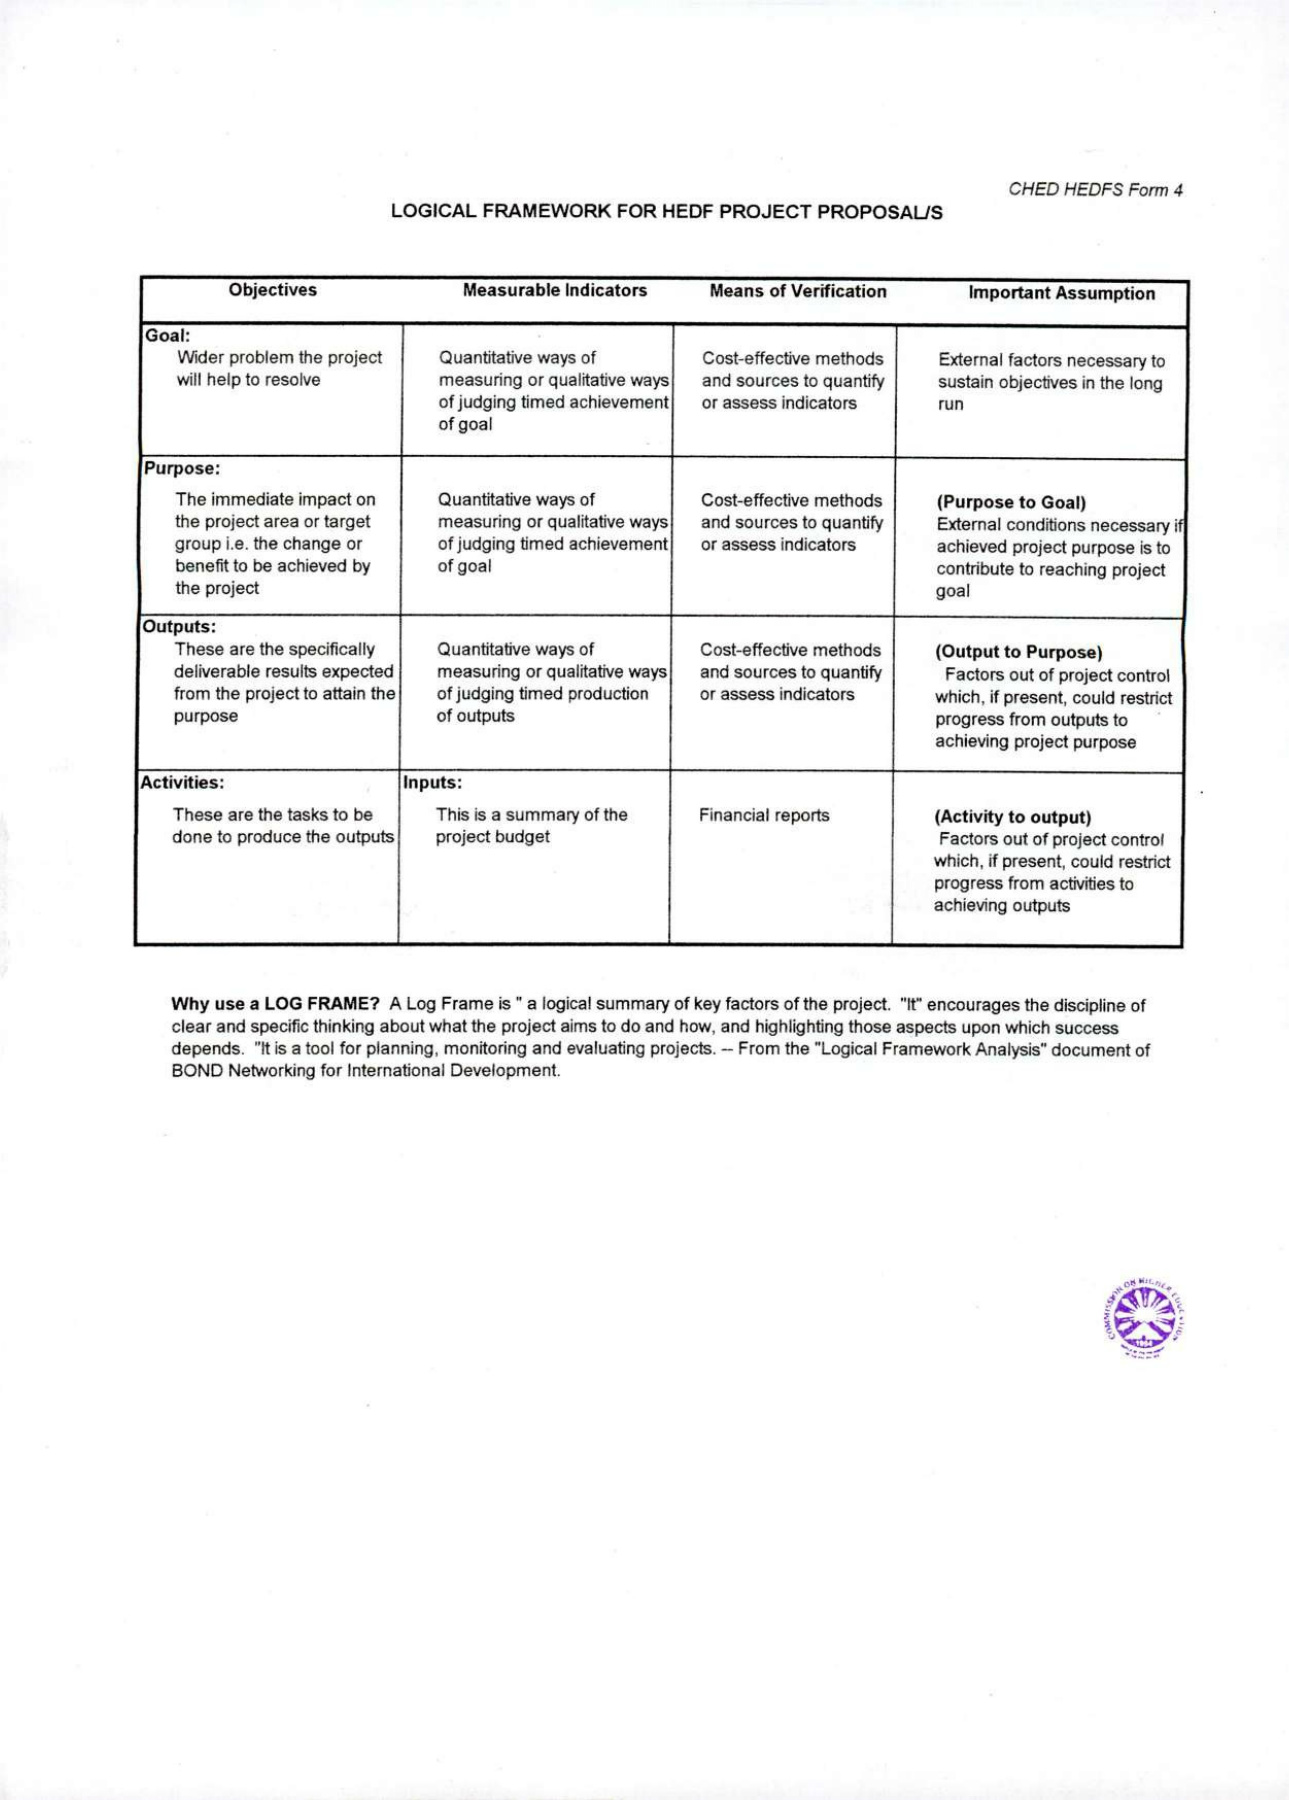 CHED HEDFS Form 4
LOGICAL FRAMEWORK FOR HEDF PROJECT PROPOSAL/S
Objectives
Measurable Indicators
Means of Verification
Important Assumption
Goal:
Wider problem the project
will help to resolve
Quantitative ways of
measuring or qualitative ways
of judging timed achievement
of goal
Cost-effective methods
and sources to quantify
or assess indicators
External factors necessary to
sustain objectives in the long
run
Purpose:
The immediate impact on
the project area or target
group i.e. the change or
benefit to be achieved by
the project
Quantitative ways of
measuring or qualitative ways
of judging timed achievement
of goal
Cost-effective methods
and sources to quantify
or assess indicators
(Purpose to Goal)
External conditions necessary if
achieved project purpose is to
contribute to reaching project
goal
Outputs:
These are the specifically
deliverable results expected
from the project to attain the
purpose
Quantitative ways of
measuring or qualitative ways
of judging timed production
of outputs
Cost-effective methods
and sources to quantify
or assess indicators
(Output to Purpose)
Factors out of project control
which, if present, could restrict
progress from outputs to
achieving project purpose
Activities:
These are the tasks to be
done to produce the outputs
Inputs:
This is a summary of the
project budget
Financial reports
(Activity to output)
Factors out of project control
which, if present, could restrict
progress from activities to
achieving outputs
Why use a LOG FRAME? A Log Frame is " a logical summary of key factors of the project. "It" encourages the discipline of
clear and specific thinking about what the project aims to do and how, and highlighting those aspects upon which success
depends. "It is a tool for planning, monitoring and evaluating projects. -- From the "Logical Framework Analysis" document of
BOND Networking for International Development.
COMMISSION ON HIGHER EDUCATION
1994